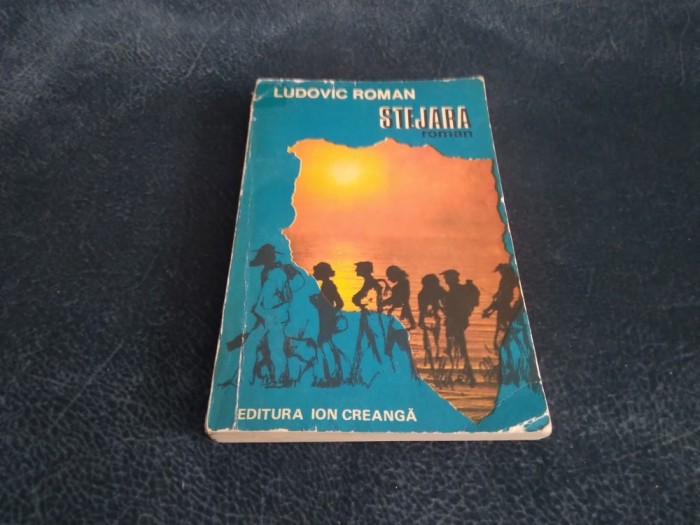 LUDOVIC ROMAN
STEJARA
roman
EDITURA ION CREANGĂ